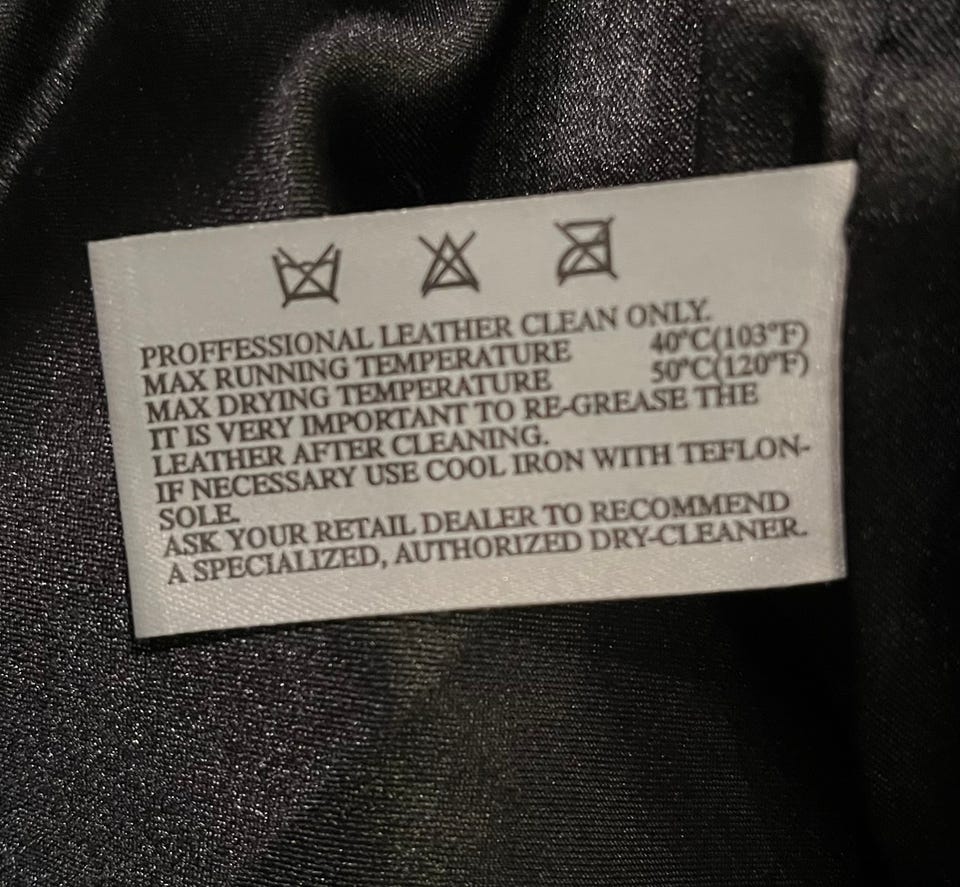 PROFFESSIONAL LEATHER CLEAN ONLY.
MAX RUNNING TEMPERATURE 40°C(103°F)
MAX DRYING TEMPERATURE 50°C(120°F)
IT IS VERY IMPORTANT TO RE-GREASE THE
LEATHER AFTER CLEANING.
IF NECESSARY USE COOL IRON WITH TEFLON-
SOLE.
ASK YOUR RETAIL DEALER TO RECOMMEND
A SPECIALIZED, AUTHORIZED DRY-CLEANER.